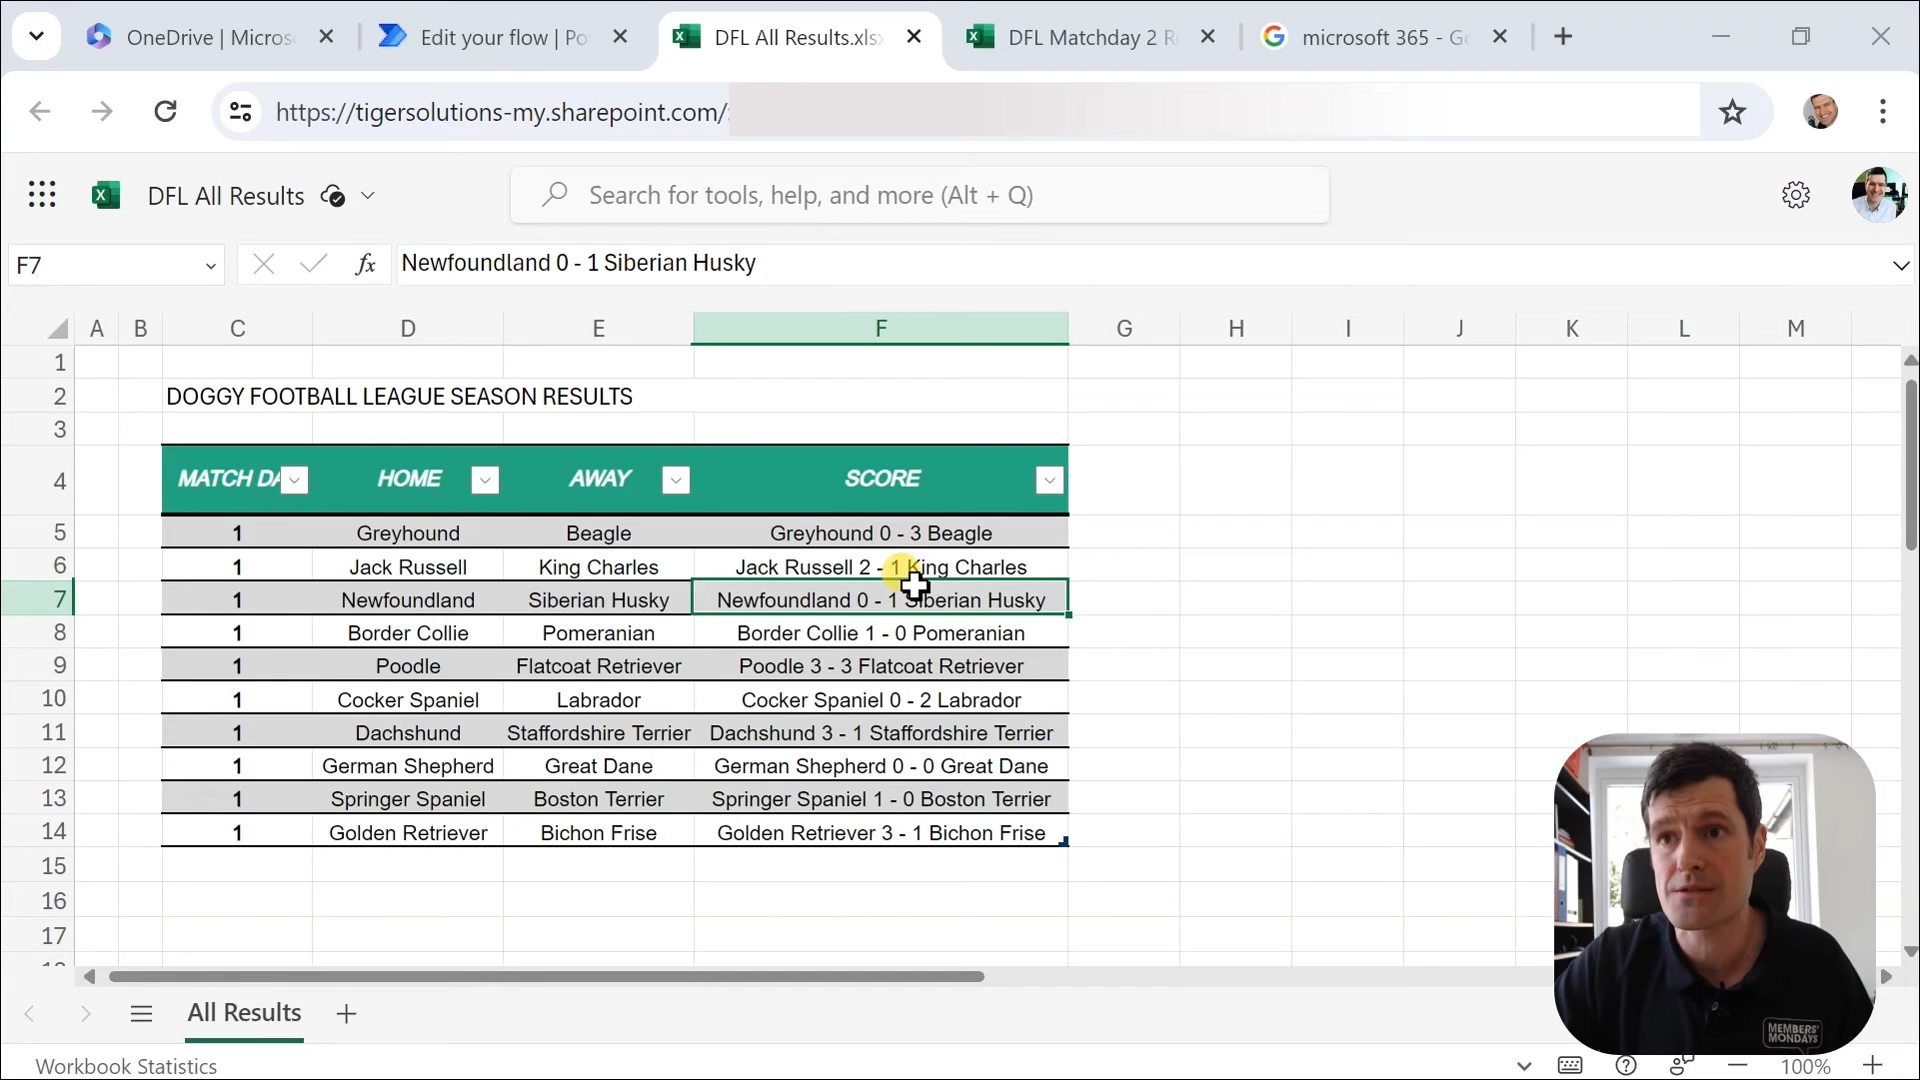 OneDrive | Micros
Edit your flow | Po
DFL All Results.xls
DFL Matchday 2 R
microsoft 365 - Go
https://tigersolutions-my.sharepoint.com/
DFL All Results
Search for tools, help, and more (Alt + Q)
F7
fx
Newfoundland 0 - 1 Siberian Husky
A B C D E F G H I J K L M
1
2 DOGGY FOOTBALL LEAGUE SEASON RESULTS
3
4 MATCH DA HOME AWAY SCORE
5 1 Greyhound Beagle Greyhound 0 - 3 Beagle
6 1 Jack Russell King Charles Jack Russell 2 - 1 King Charles
7 1 Newfoundland Siberian Husky Newfoundland 0 - 1 Siberian Husky
8 1 Border Collie Pomeranian Border Collie 1 - 0 Pomeranian
9 1 Poodle Flatcoat Retriever Poodle 3 - 3 Flatcoat Retriever
10 1 Cocker Spaniel Labrador Cocker Spaniel 0 - 2 Labrador
11 1 Dachshund Staffordshire Terrier Dachshund 3 - 1 Staffordshire Terrier
12 1 German Shepherd Great Dane German Shepherd 0 - 0 Great Dane
13 1 Springer Spaniel Boston Terrier Springer Spaniel 1 - 0 Boston Terrier
14 1 Golden Retriever Bichon Frise Golden Retriever 3 - 1 Bichon Frise
15
16
17
All Results
MEMBERS'
MONDAYS
Workbook Statistics
100%